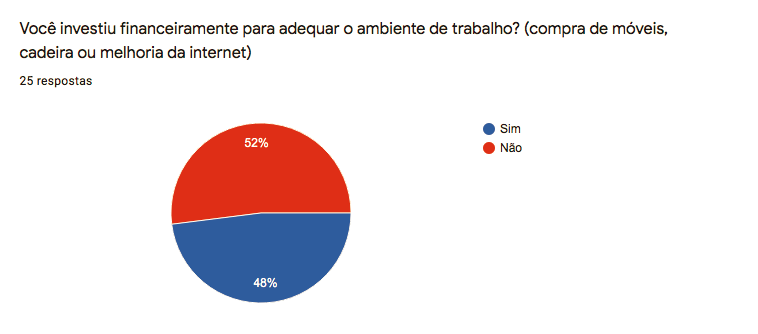 Você investiu financeiramente para adequar o ambiente de trabalho? (compra de móveis,
cadeira ou melhoria da internet)
25 respostas
Sim
Não
52%
48%